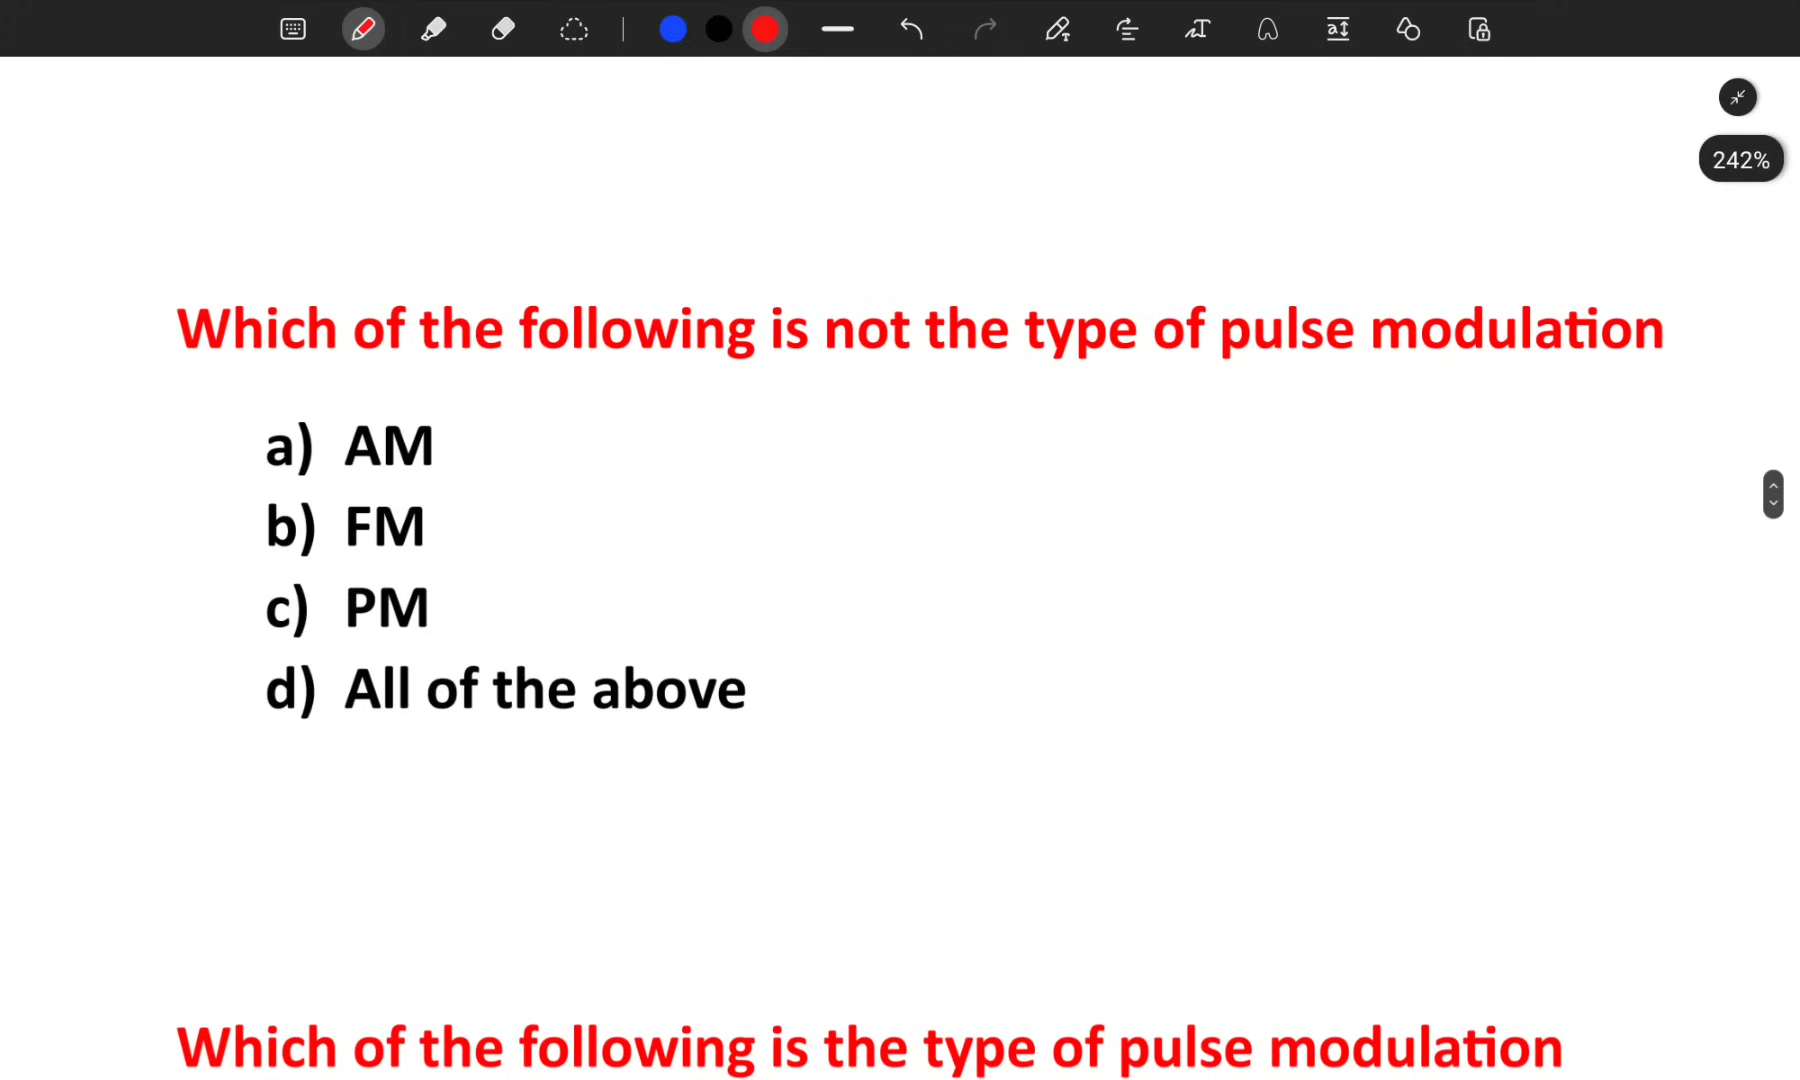 242%
Which of the following is not the type of pulse modulation
a) AM
b) FM
c) PM
d) All of the above
Which of the following is the type of pulse modulation